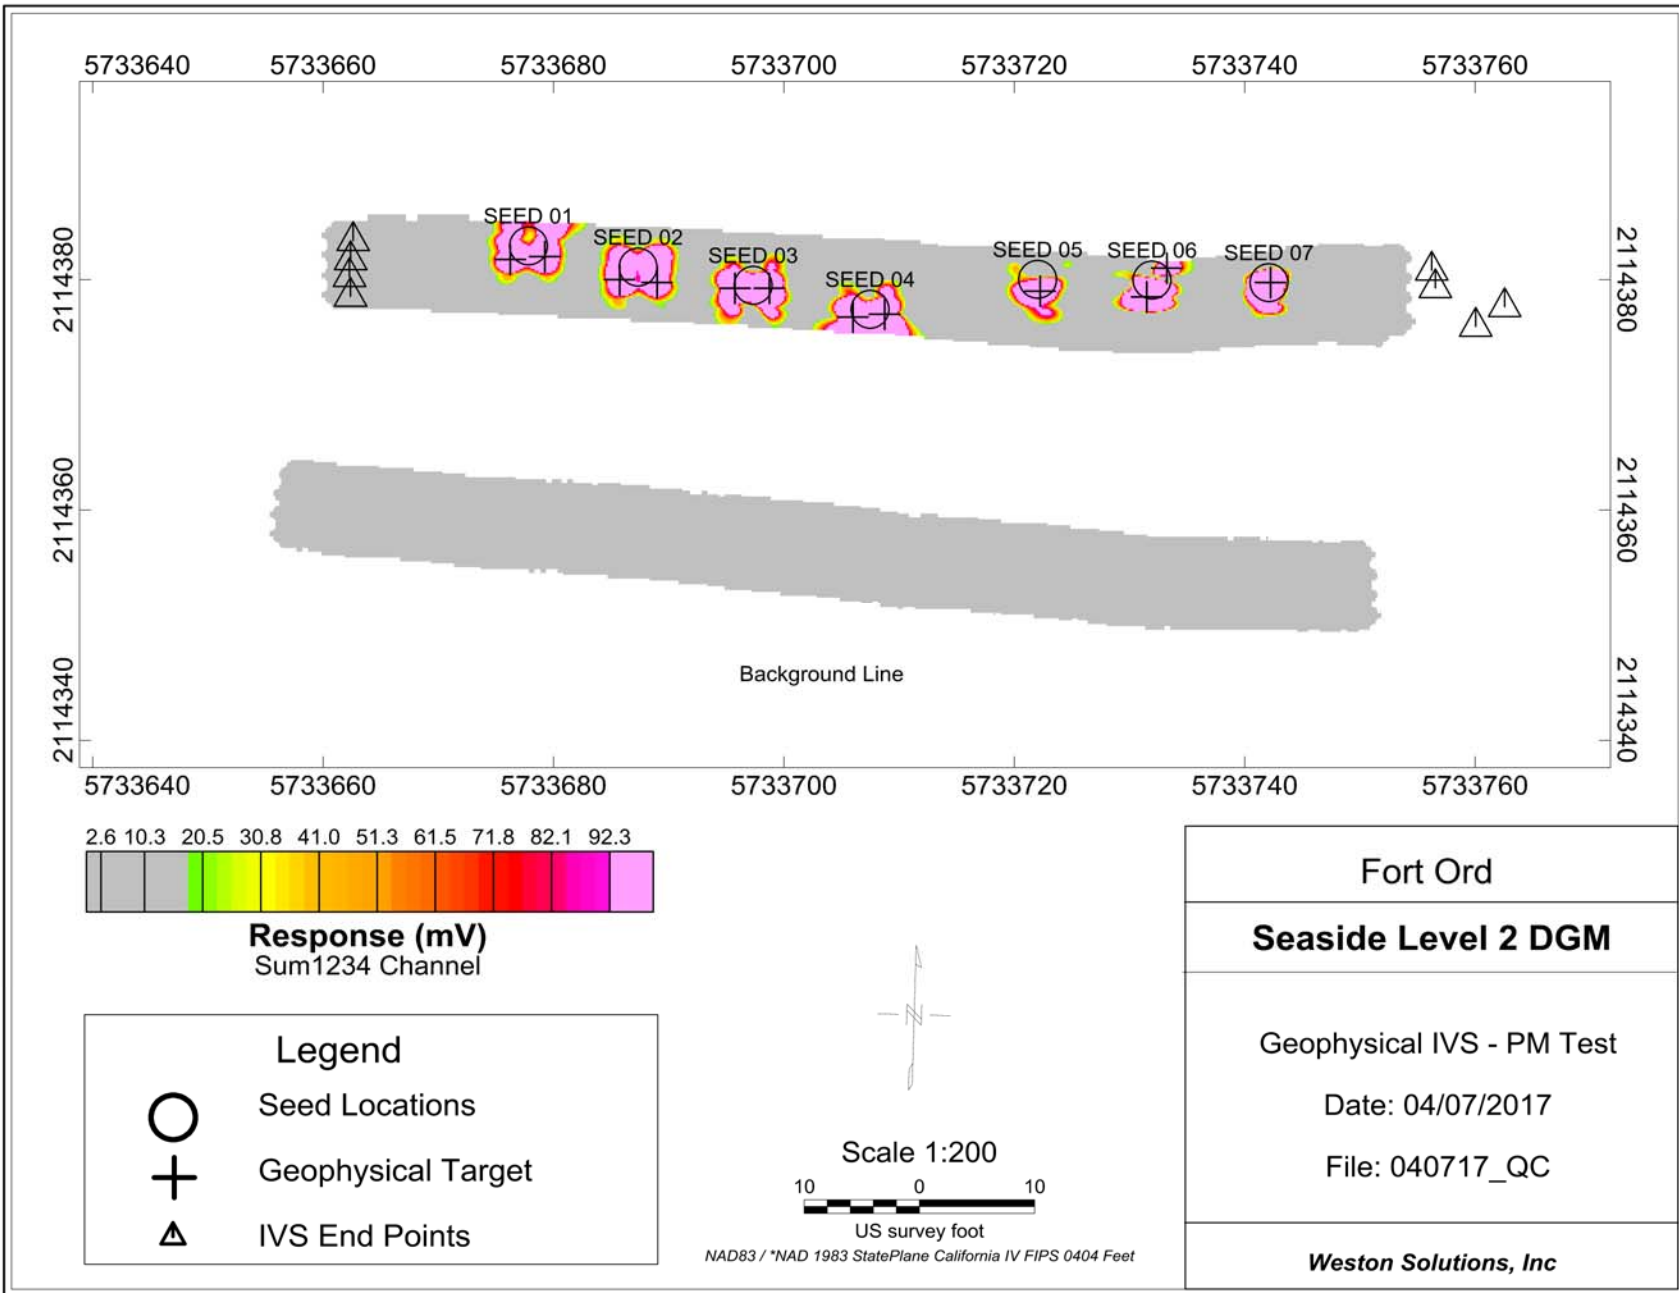 5733640 5733660 5733680 5733700 5733720 5733740 5733760
2114380
2114360
2114340
SEED 01
SEED 02
SEED 03
SEED 04
SEED 05
SEED 06
SEED 07
2114380
2114360
2114340
Background Line
5733640 5733660 5733680 5733700 5733720 5733740 5733760
2.6 10.3 20.5 30.8 41.0 51.3 61.5 71.8 82.1 92.3
Response (mV)
Sum1234 Channel
Legend
Seed Locations
Geophysical Target
IVS End Points
N
Scale 1:200
10 0 10
US survey foot
NAD83 / *NAD 1983 StatePlane California IV FIPS 0404 Feet
Fort Ord
Seaside Level 2 DGM
Geophysical IVS - PM Test
Date: 04/07/2017
File: 040717_QC
Weston Solutions, Inc